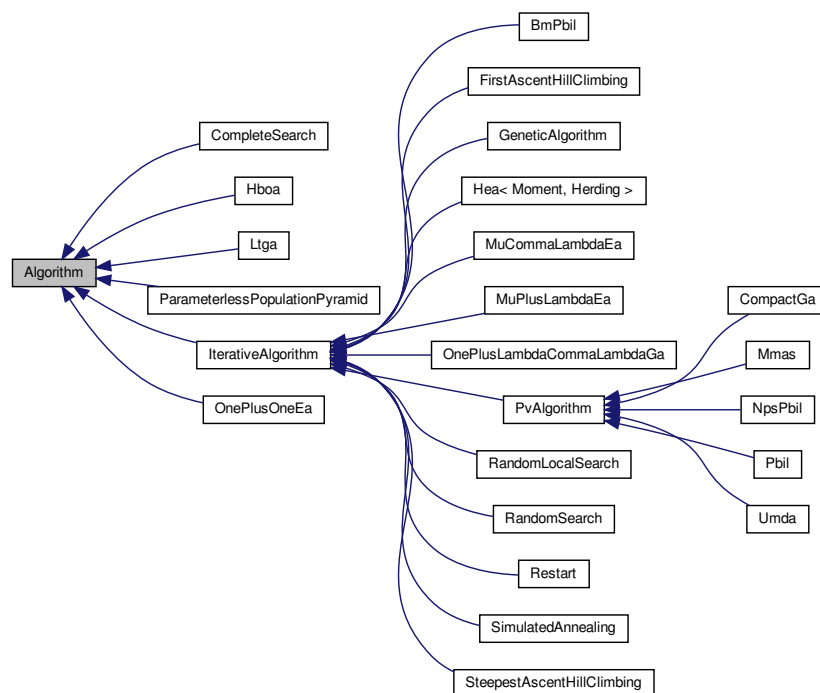 BmPbil
FirstAscentHillClimbing
CompleteSearch
GeneticAlgorithm
Hboa
Hea< Moment, Herding >
Ltga
MuCommaLambdaEa
Algorithm
ParameterlessPopulationPyramid
MuPlusLambdaEa
CompactGa
IterativeAlgorithm
OnePlusLambdaCommaLambdaGa
Mmas
OnePlusOneEa
PvAlgorithm
NpsPbil
RandomLocalSearch
Pbil
RandomSearch
Umda
Restart
SimulatedAnnealing
SteepestAscentHillClimbing